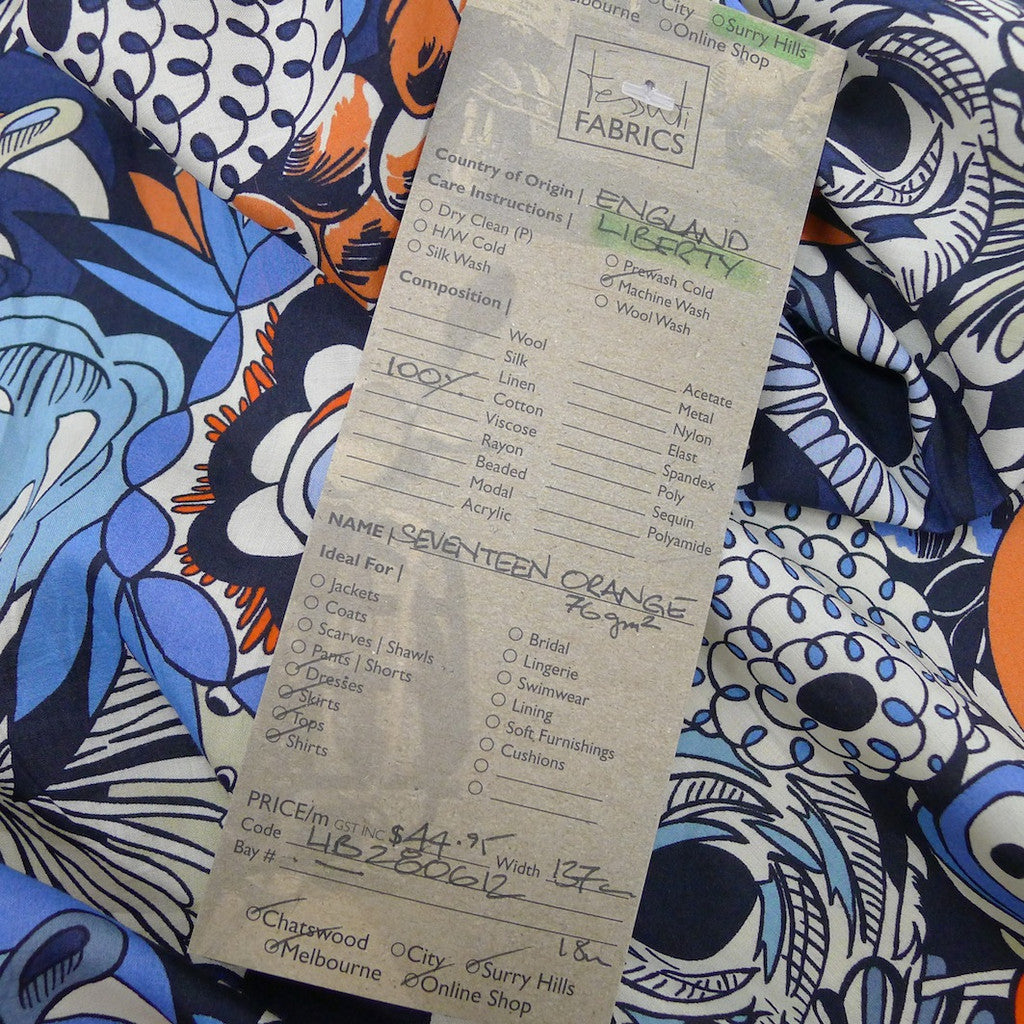 City
Surry Hills
Melbourne
Online Shop
Tessuti
FABRICS
Country of Origin | ENGLAND
Care Instructions | LIBERTY
Dry Clean (P)
H/W Cold
Silk Wash
Prewash Cold
Machine Wash
Wool Wash
Composition |
Wool
Silk
Linen
100% Cotton
Viscose
Rayon
Beaded
Modal
Acrylic
Acetate
Metal
Nylon
Elast
Spandex
Poly
Sequin
Polyamide
NAME | SEVENTEEN ORANGE
76gm2
Ideal For |
Jackets
Coats
Scarves | Shawls
Pants | Shorts
Dresses
Skirts
Tops
Shirts
Bridal
Lingerie
Swimwear
Lining
Soft Furnishings
Cushions
PRICE/m GST INC $44.95
Code LIB280612 Width 137cm
Bay #
18m
Chatswood City Surry Hills
Melbourne Online Shop